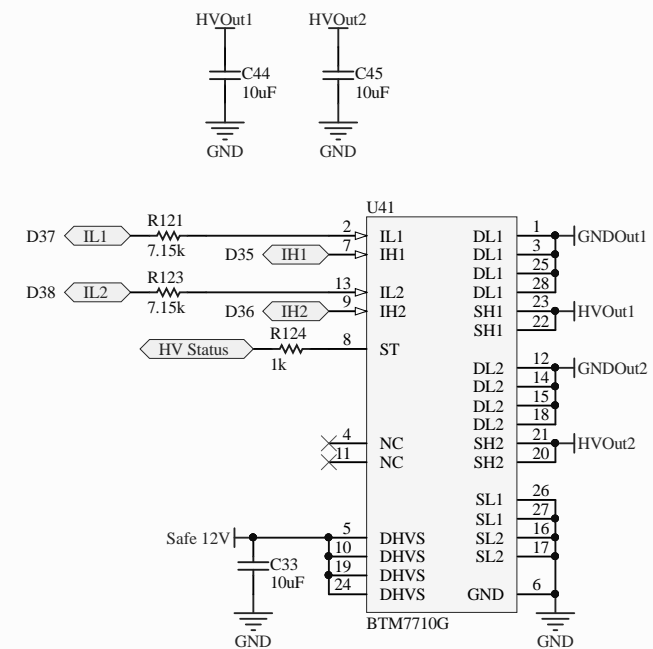 HVOut1 HVOut2
C44 C45
10uF 10uF
GND GND
U41
D37 IL1 R121 7.15k 2 IL1 DL1 1 GNDOut1
D35 IH1 7 IH1 DL1 3
DL1 25
D38 IL2 R123 7.15k 13 IL2 DL1 28
D36 IH2 9 IH2 SH1 23 HVOut1
SH1 22
HV Status R124 1k 8 ST
DL2 12 GNDOut2
DL2 14
DL2 15
DL2 18
4 NC SH2 21 HVOut2
11 NC SH2 20
SL1 26
SL1 27
Safe 12V 5 DHVS SL2 16
10 DHVS SL2 17
C33 19 DHVS
10uF 24 DHVS GND 6
BTM7710G
GND GND